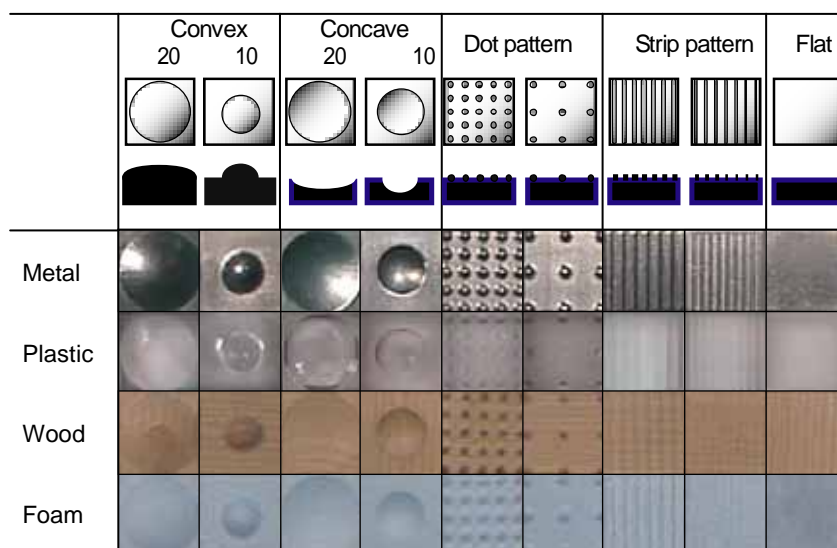 Convex Concave Dot pattern Strip pattern Flat
20 10 20 10
Metal
Plastic
Wood
Foam